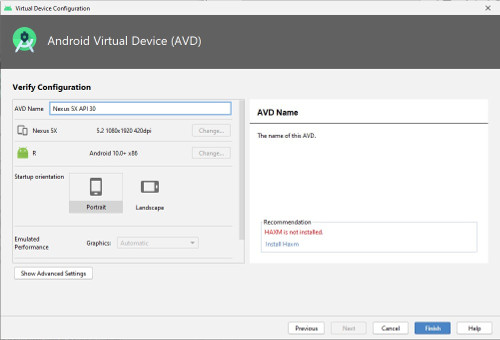 Virtual Device Configuration
Android Virtual Device (AVD)
Verify Configuration
AVD Name Nexus 5X API 30
Nexus 5X 5.2 1080x1920 420dpi Change...
R Android 10.0+ x86 Change...
Startup orientation
Portrait
Landscape
Emulated
Performance
Graphics: Automatic
Show Advanced Settings
AVD Name
The name of this AVD.
Recommendation
HAXM is not installed.
Install Haxm
Previous Next Cancel Finish Help